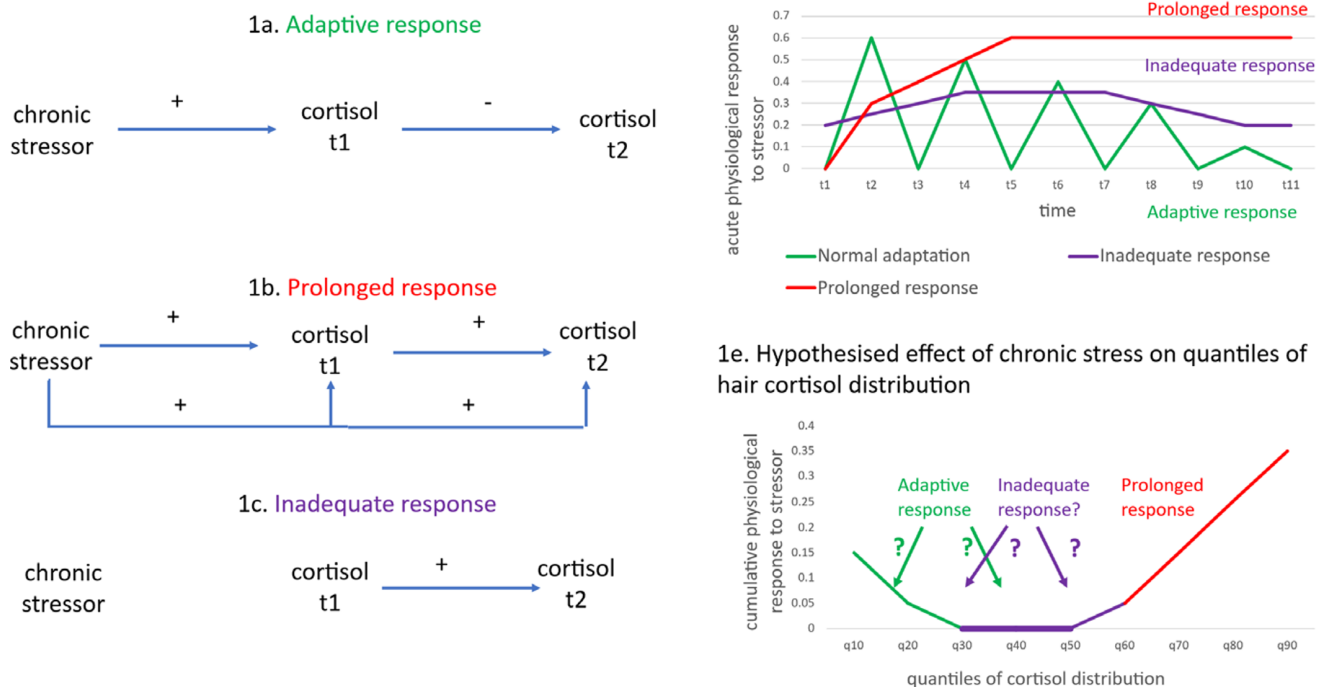 1a. Adaptive response
chronic
stressor
+
cortisol
t1
-
cortisol
t2
1b. Prolonged response
chronic
stressor
+
cortisol
t1
+
cortisol
t2
+
+
1c. Inadequate response
chronic
stressor
cortisol
t1
+
cortisol
t2
acute physiological response
to stressor
0.7
0.6
0.5
0.4
0.3
0.2
0.1
0
Prolonged response
Inadequate response
t1 t2 t3 t4 t5 t6 t7 t8 t9 t10 t11
time
Adaptive response
Normal adaptation
Inadequate response
Prolonged response
1e. Hypothesised effect of chronic stress on quantiles of
hair cortisol distribution
cumulative physiological
response to stressor
0.4
0.35
0.3
0.25
0.2
0.15
0.1
0.05
0
Adaptive
response
Inadequate
response?
Prolonged
response
? ? ? ?
q10 q20 q30 q40 q50 q60 q70 q80 q90
quantiles of cortisol distribution